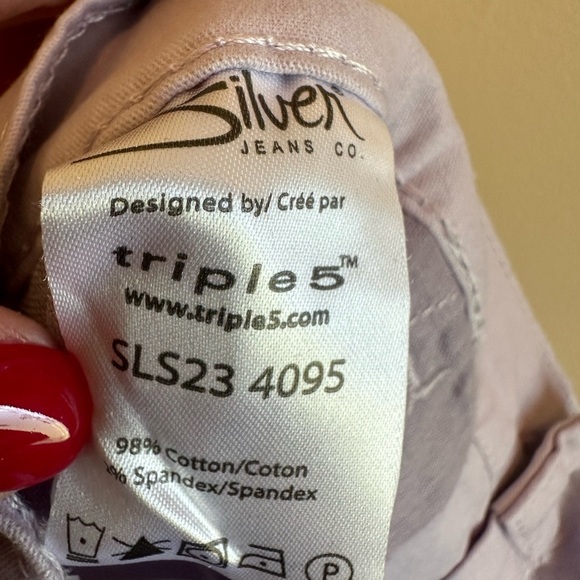 Silver
JEANS CO.
Designed by/ Créé par
triple5™
www.triple5.com
SLS23 4095
98% Cotton/Coton
% Spandex/Spandex
P